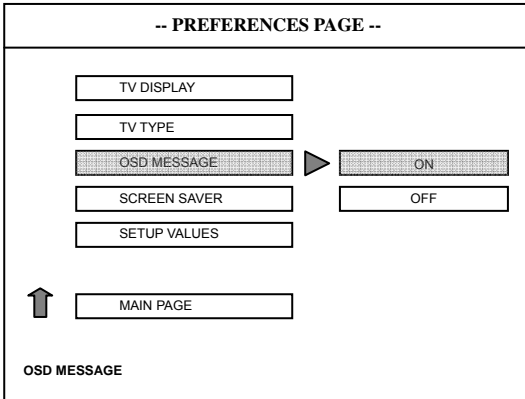 -- PREFERENCES PAGE --
TV DISPLAY
TV TYPE
OSD MESSAGE
ON
SCREEN SAVER
OFF
SETUP VALUES
MAIN PAGE
OSD MESSAGE